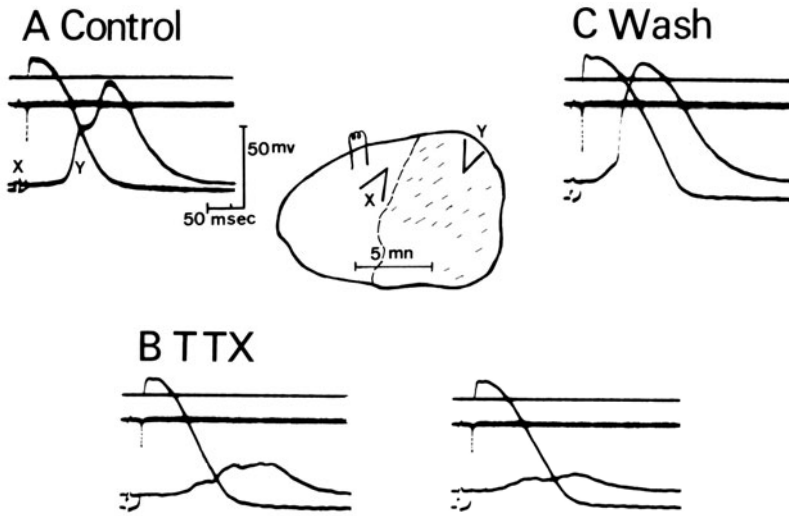 A Control
C Wash
X
Y
50 mv
50 msec
Y
X
5 mn
B TTX